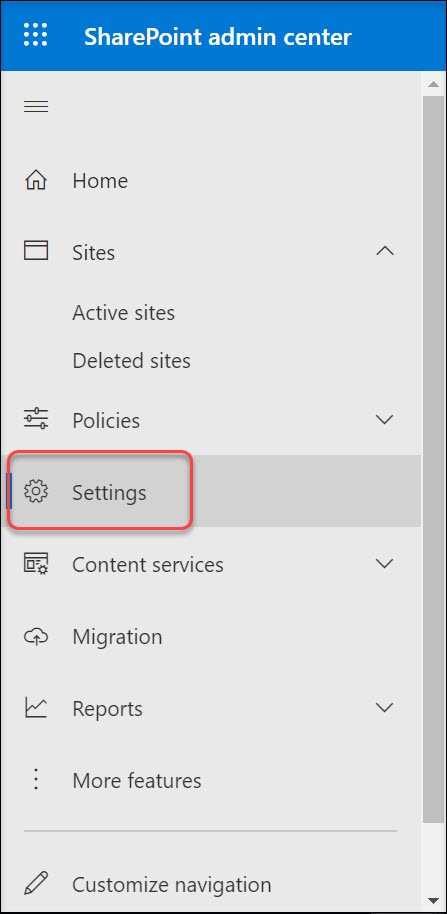 SharePoint admin center
Home
Sites
Active sites
Deleted sites
Policies
Settings
Content services
Migration
Reports
More features
Customize navigation